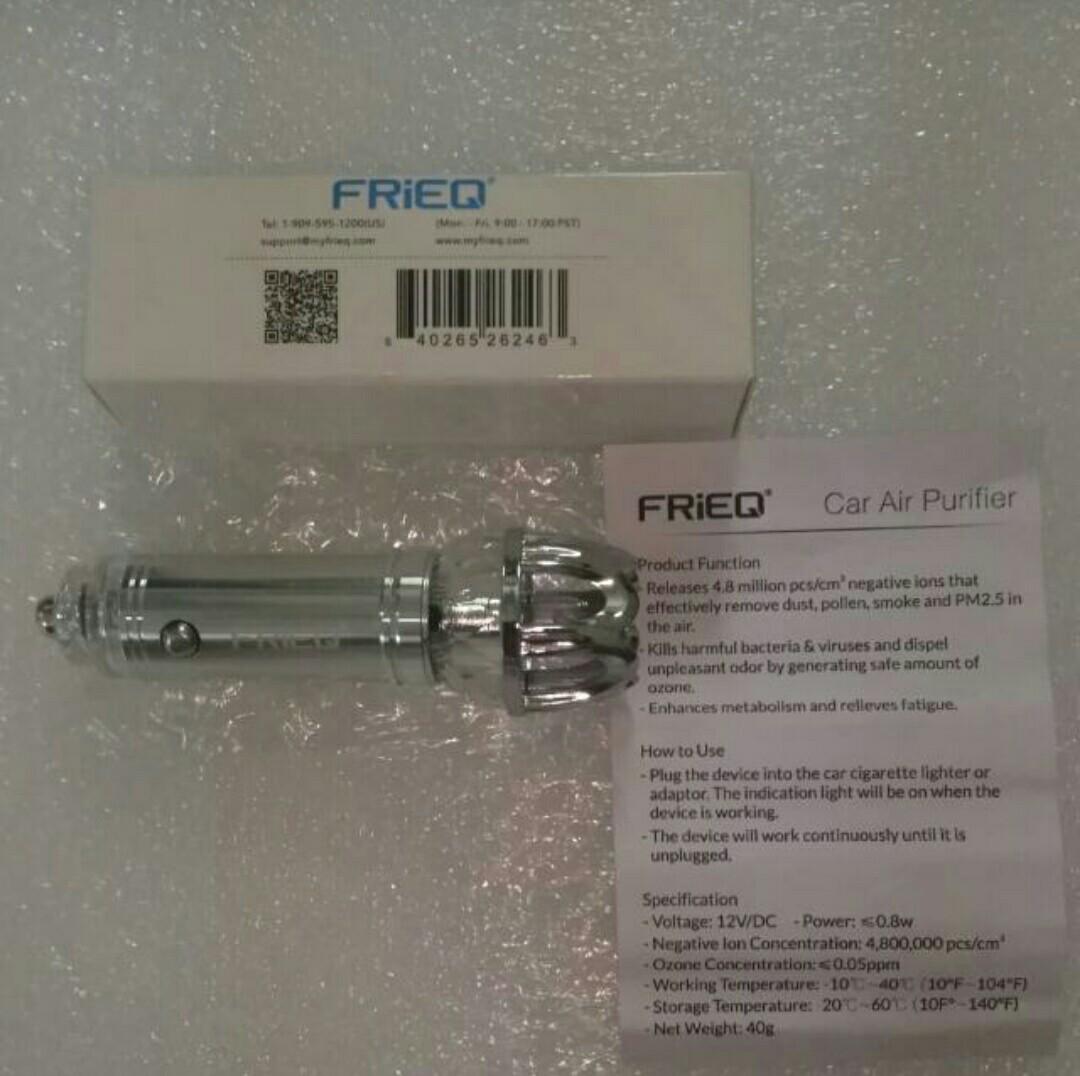 FRiEQ®
Tel: 1-909-595-1200(US) (Mon. - Fri. 9:00 - 17:00 PST)
support@myfrieq.com www.myfrieq.com
6 40265 26246 3
FRIEQ
FRiEQ® Car Air Purifier
Product Function
- Releases 4.8 million pcs/cm³ negative ions that
effectively remove dust, pollen, smoke and PM2.5 in
the air.
- Kills harmful bacteria & viruses and dispel
unpleasant odor by generating safe amount of
ozone.
- Enhances metabolism and relieves fatigue.
How to Use
- Plug the device into the car cigarette lighter or
adaptor. The indication light will be on when the
device is working.
- The device will work continuously until it is
unplugged.
Specification
- Voltage: 12V/DC - Power: ≤0.8w
- Negative Ion Concentration: 4,800,000 pcs/cm³
- Ozone Concentration:≤0.05ppm
- Working Temperature: -10℃~40℃ (10°F~104°F)
- Storage Temperature: 20℃~60℃ (10F°~140°F)
- Net Weight: 40g